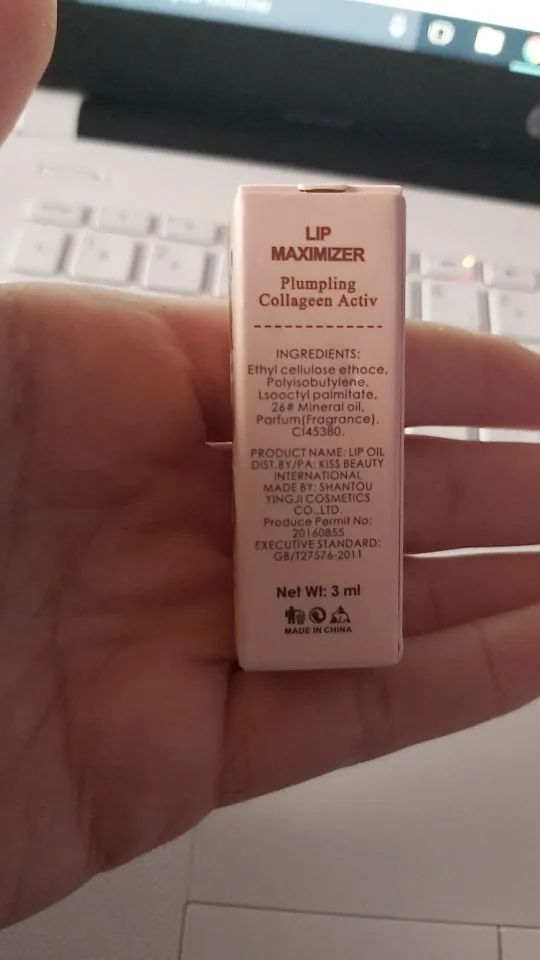 LIP
MAXIMIZER
Plumpling
Collageen Activ
INGREDIENTS:
Ethyl cellulose ethoce,
Polyisobutylene,
Lsooctyl palmitate,
26# Mineral oil,
Parfum(Fragrance),
CI45380.
PRODUCT NAME: LIP OIL
DIST.BY/PA: KISS BEAUTY
INTERNATIONAL
MADE BY: SHANTOU
YINGJI COSMETICS
CO.,LTD.
Produce Permit No:
20160855
EXECUTIVE STANDARD:
GB/T27576-2011
Net Wt: 3 ml
MADE IN CHINA